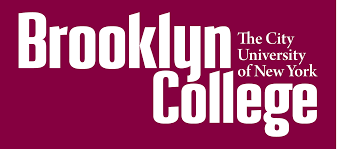 Brooklyn
College
The City
University
of New York